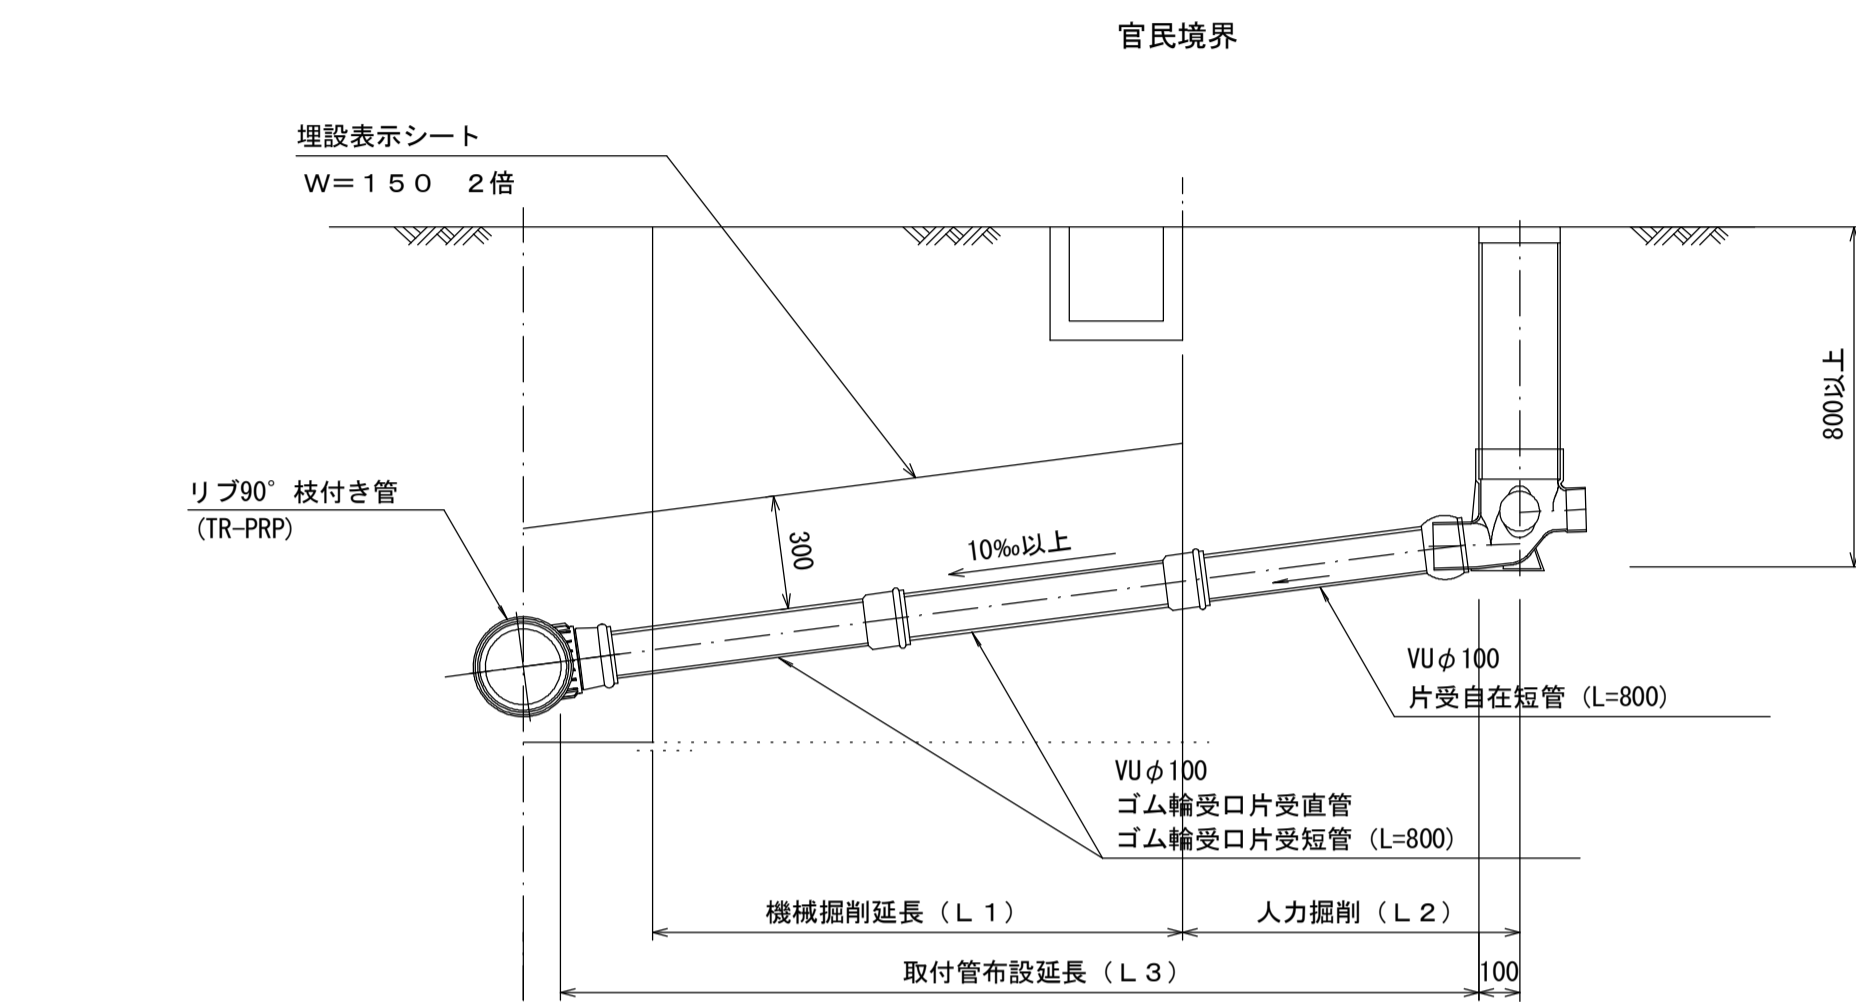 官民境界
埋設表示シート
W=150 2倍
800以上
リブ90°枝付き管
(TR-PRP)
300
10‰以上
VUφ100
片受自在短管(L=800)
VUφ100
ゴム輪受口片受直管
ゴム輪受口片受短管(L=800)
機械掘削延長(L1)
人力掘削(L2)
取付管布設延長(L3)
100